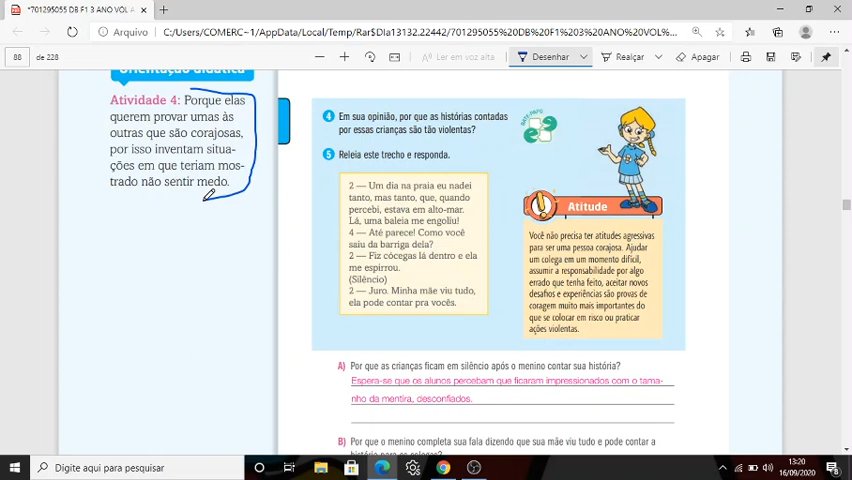 *701295055 DB F1 3 ANO VOL A
Arquivo
C:/Users/COMERC~1/AppData/Local/Temp/Rar$DIa13132.22442/701295055%20DB%20F1%203%20ANO%20VOL%...
88
de 228
Ler em voz alta
Desenhar
Realçar
Apagar
Orientação didática
Atividade 4: Porque elas
querem provar umas às
outras que são corajosas,
por isso inventam situa-
ções em que teriam mos-
trado não sentir medo.
4 Em sua opinião, por que as histórias contadas
por essas crianças são tão violentas?
BATE-PAPO
5 Releia este trecho e responda.
2 — Um dia na praia eu nadei
tanto, mas tanto, que, quando
percebi, estava em alto-mar.
Lá, uma baleia me engoliu!
4 — Até parece! Como você
saiu da barriga dela?
2 — Fiz cócegas lá dentro e ela
me espirrou.
(Silêncio)
2 — Juro. Minha mãe viu tudo,
ela pode contar pra vocês.
Atitude
Você não precisa ter atitudes agressivas
para ser uma pessoa corajosa. Ajudar
um colega em um momento difícil,
assumir a responsabilidade por algo
errado que tenha feito, aceitar novos
desafios e experiências são provas de
coragem muito mais importantes do
que se colocar em risco ou praticar
ações violentas.
A) Por que as crianças ficam em silêncio após o menino contar sua história?
Espera-se que os alunos percebam que ficaram impressionados com o tama-
nho da mentira, desconfiados.
B) Por que o menino completa sua fala dizendo que sua mãe viu tudo e pode contar a
história para os colegas?
Digite aqui para pesquisar
13:20
16/09/2020
8